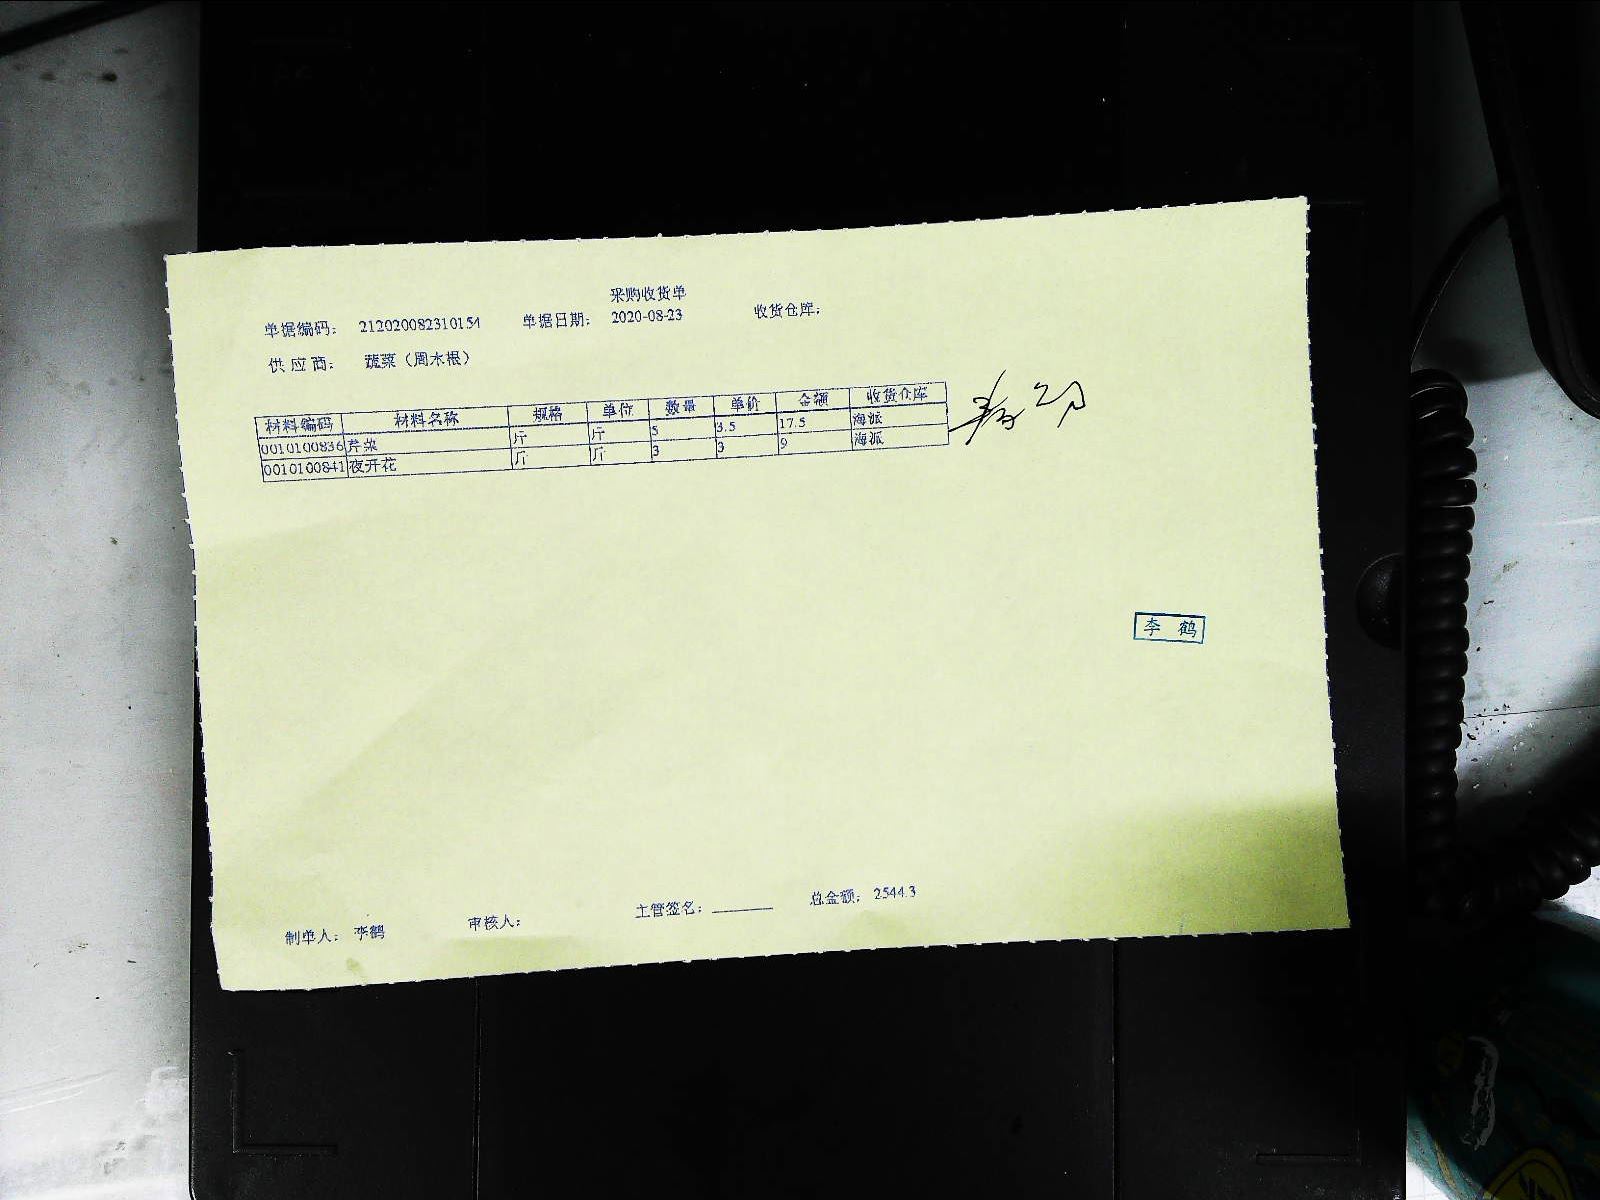 采购收货单
单据编码： 212020082310154 单据日期： 2020-08-23 收货仓库：
供 应 商： 蔬菜（周木根）
材料编码 材料名称 规格 单位 数量 单价 金额 收货仓库
0010100836 芹菜 斤 斤 5 3.5 17.5 海派
0010100841 夜开花 斤 斤 3 3 9 海派
李 鹤
制单人： 李鹤 审核人： 主管签名： 总金额： 2544.3